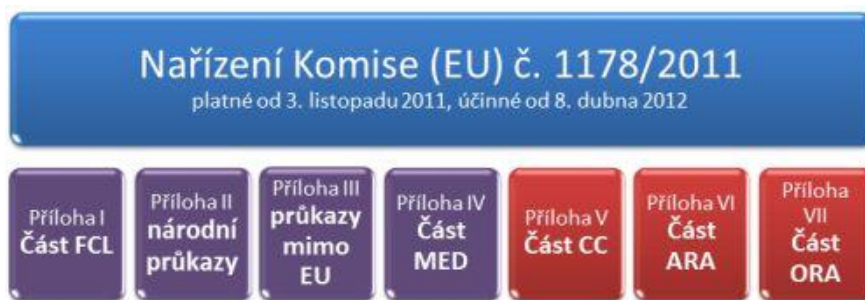 Nařízení Komise (EU) č. 1178/2011
platné od 3. listopadu 2011, účinné od 8. dubna 2012
Příloha I
Část FCL
Příloha II
národní
průkazy
Příloha III
průkazy
mimo
EU
Příloha IV
Část
MED
Příloha V
Část CC
Příloha VI
Část
ARA
Příloha
VII
Část
ORA